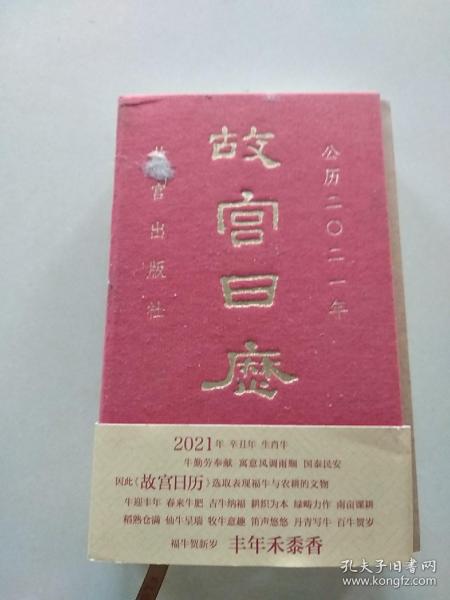 公历二〇二一年
故宫日历
宫出版社
2021年 辛丑年 生肖牛
牛勤劳奉献 寓意风调雨顺 国泰民安
因此《故宫日历》选取表现福牛与农耕的文物
牛迎丰年 春来牛肥 吉牛纳福 耕织为本 绿畴力作 南亩课耕
稻熟仓满 仙牛呈瑞 牧牛意趣 笛声悠悠 丹青写牛 百牛贺岁
福牛贺新岁 丰年禾黍香
孔夫子旧书网
book.kongfz.com